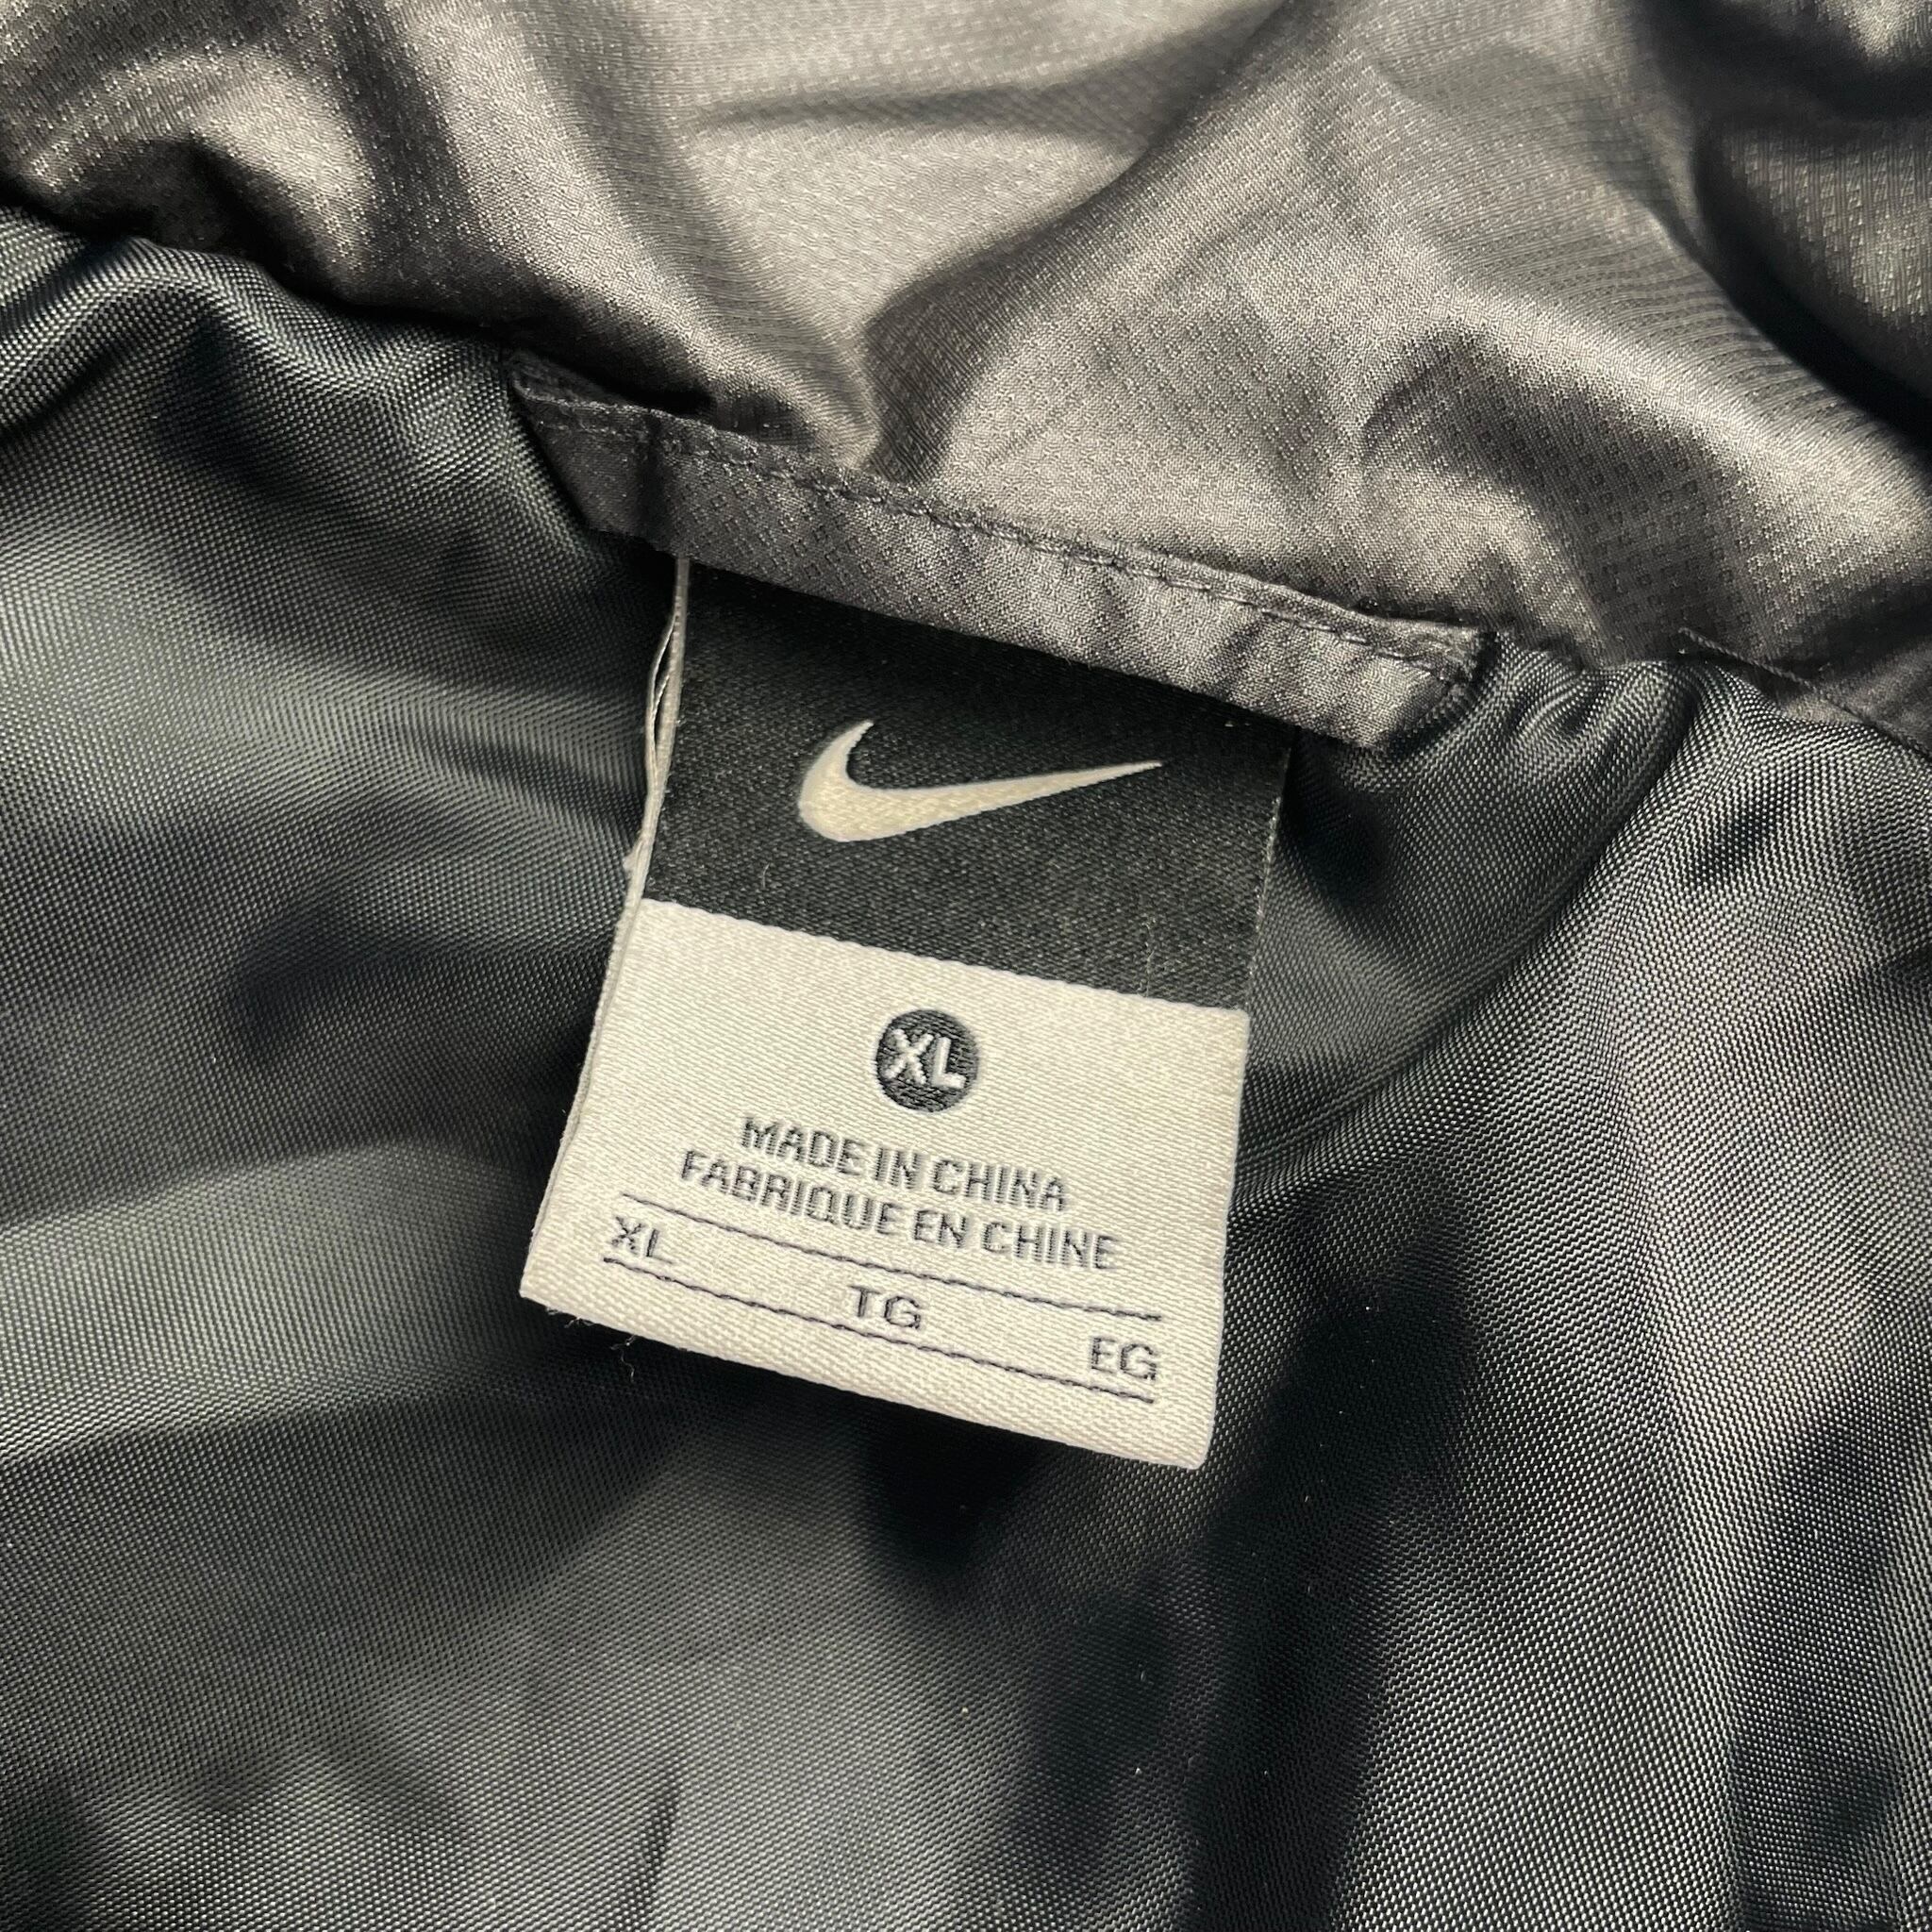 XL
MADE IN CHINA
FABRIQUE EN CHINE
XL TG EG